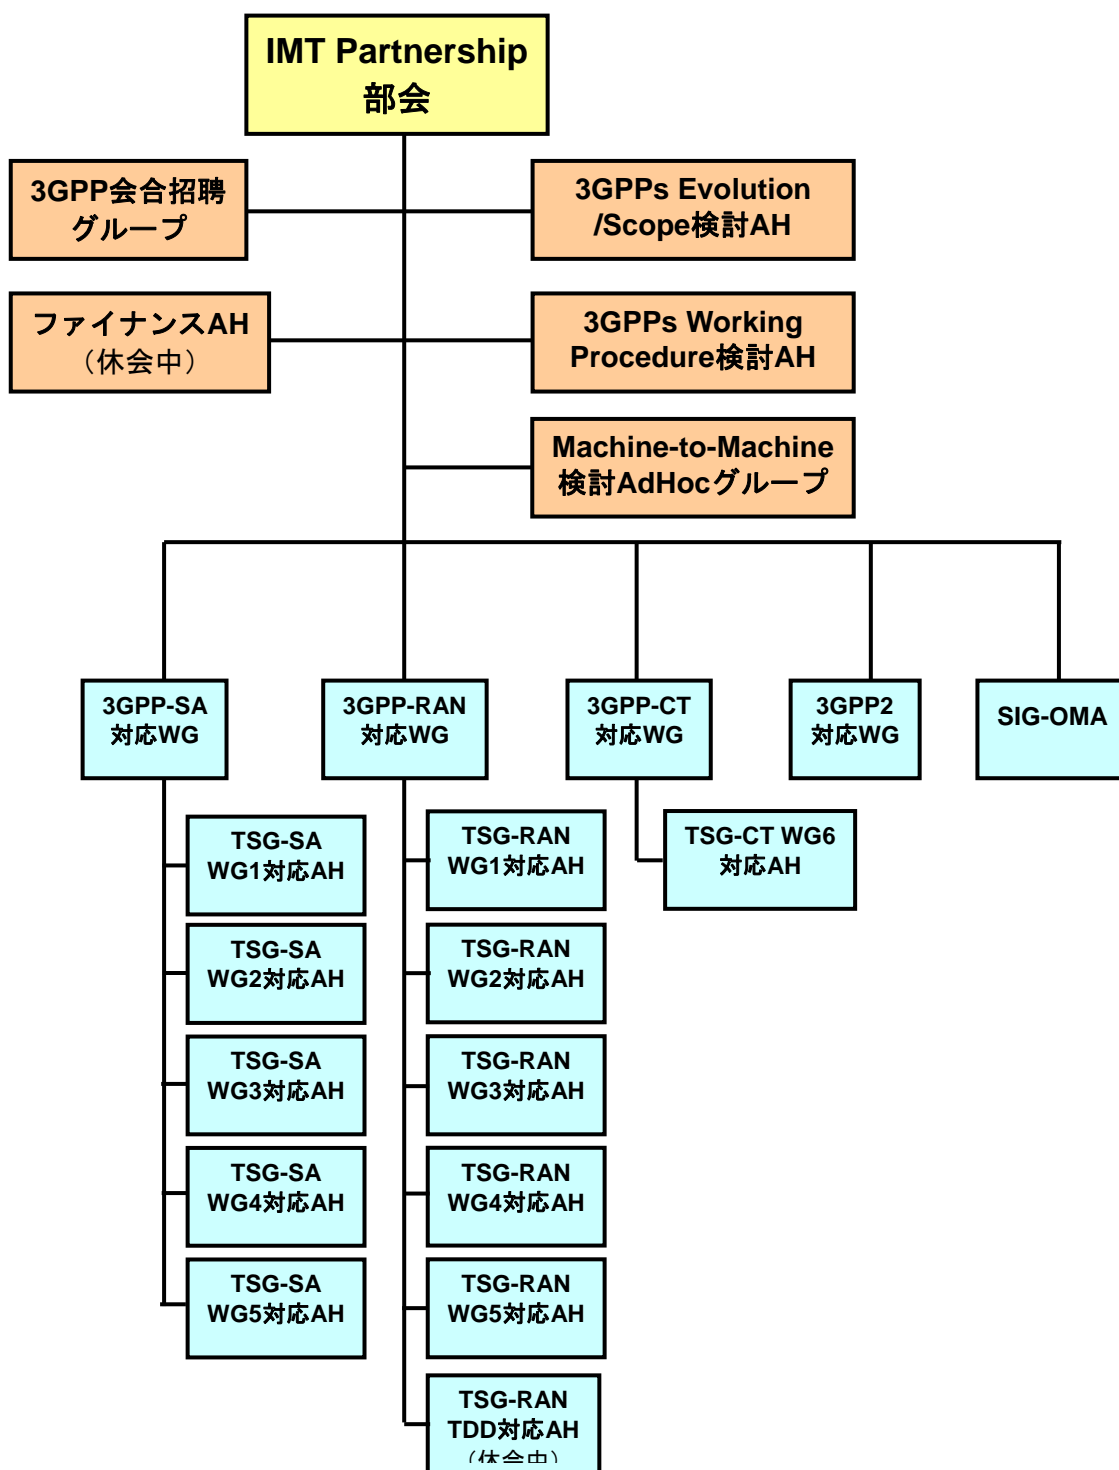 IMT Partnership
部会
3GPP会合招聘
グループ
3GPPs Evolution
/Scope検討AH
ファイナンスAH
（休会中）
3GPPs Working
Procedure検討AH
Machine-to-Machine
検討AdHocグループ
3GPP-SA
対応WG
3GPP-RAN
対応WG
3GPP-CT
対応WG
3GPP2
対応WG
SIG-OMA
TSG-SA
WG1対応AH
TSG-SA
WG2対応AH
TSG-SA
WG3対応AH
TSG-SA
WG4対応AH
TSG-SA
WG5対応AH
TSG-RAN
WG1対応AH
TSG-RAN
WG2対応AH
TSG-RAN
WG3対応AH
TSG-RAN
WG4対応AH
TSG-RAN
WG5対応AH
TSG-RAN
TDD対応AH
（休会中）
TSG-CT WG6
対応AH